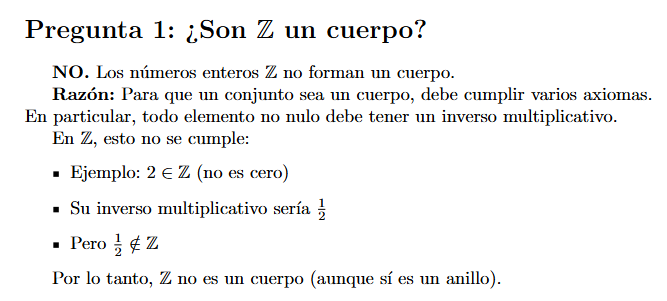 Pregunta 1: ¿Son ℤ un cuerpo?
NO. Los números enteros ℤ no forman un cuerpo.
Razón: Para que un conjunto sea un cuerpo, debe cumplir varios axiomas.
En particular, todo elemento no nulo debe tener un inverso multiplicativo.
En ℤ, esto no se cumple:
▪ Ejemplo: 2 ∈ ℤ (no es cero)
▪ Su inverso multiplicativo sería 1/2
▪ Pero 1/2 ∉ ℤ
Por lo tanto, ℤ no es un cuerpo (aunque sí es un anillo).